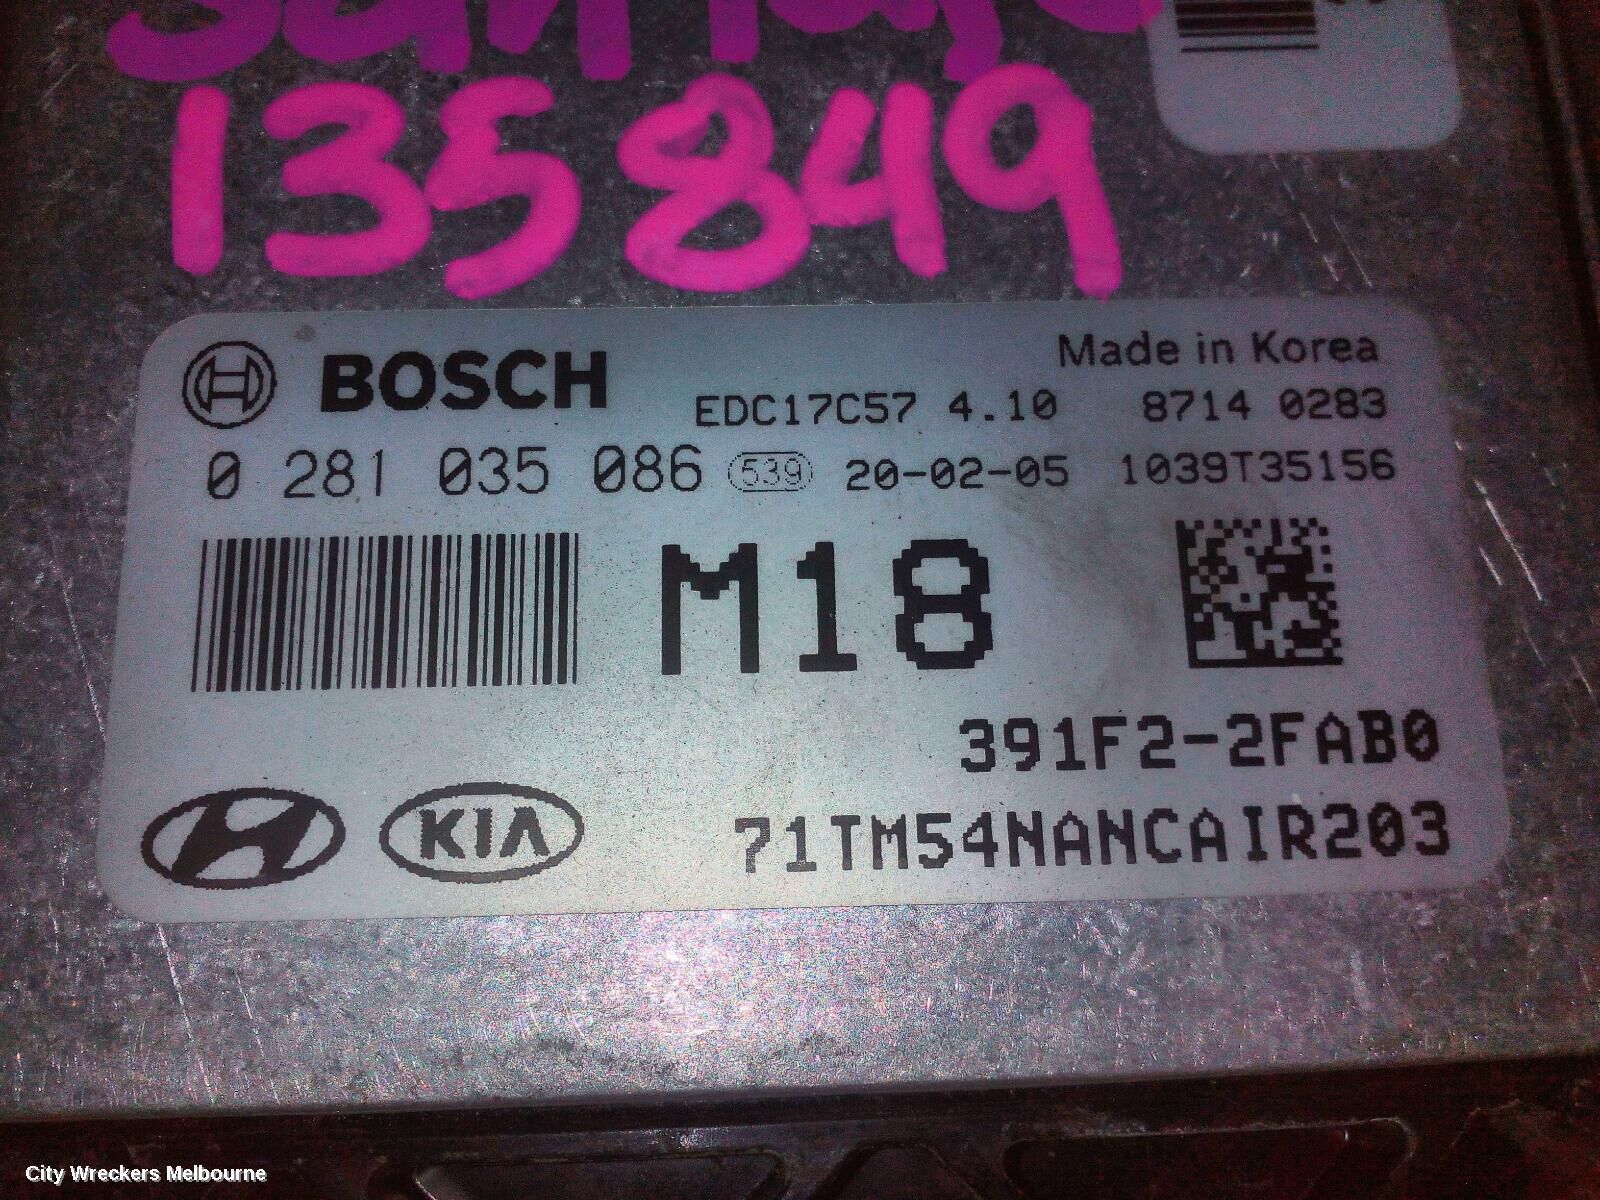 135849
BOSCH
Made in Korea
EDC17C57 4.10 8714 0283
0 281 035 086 539 20-02-05 1039T35156
M18
391F2-2FAB0
KIA
71TM54NANCAIR203
City Wreckers Melbourne